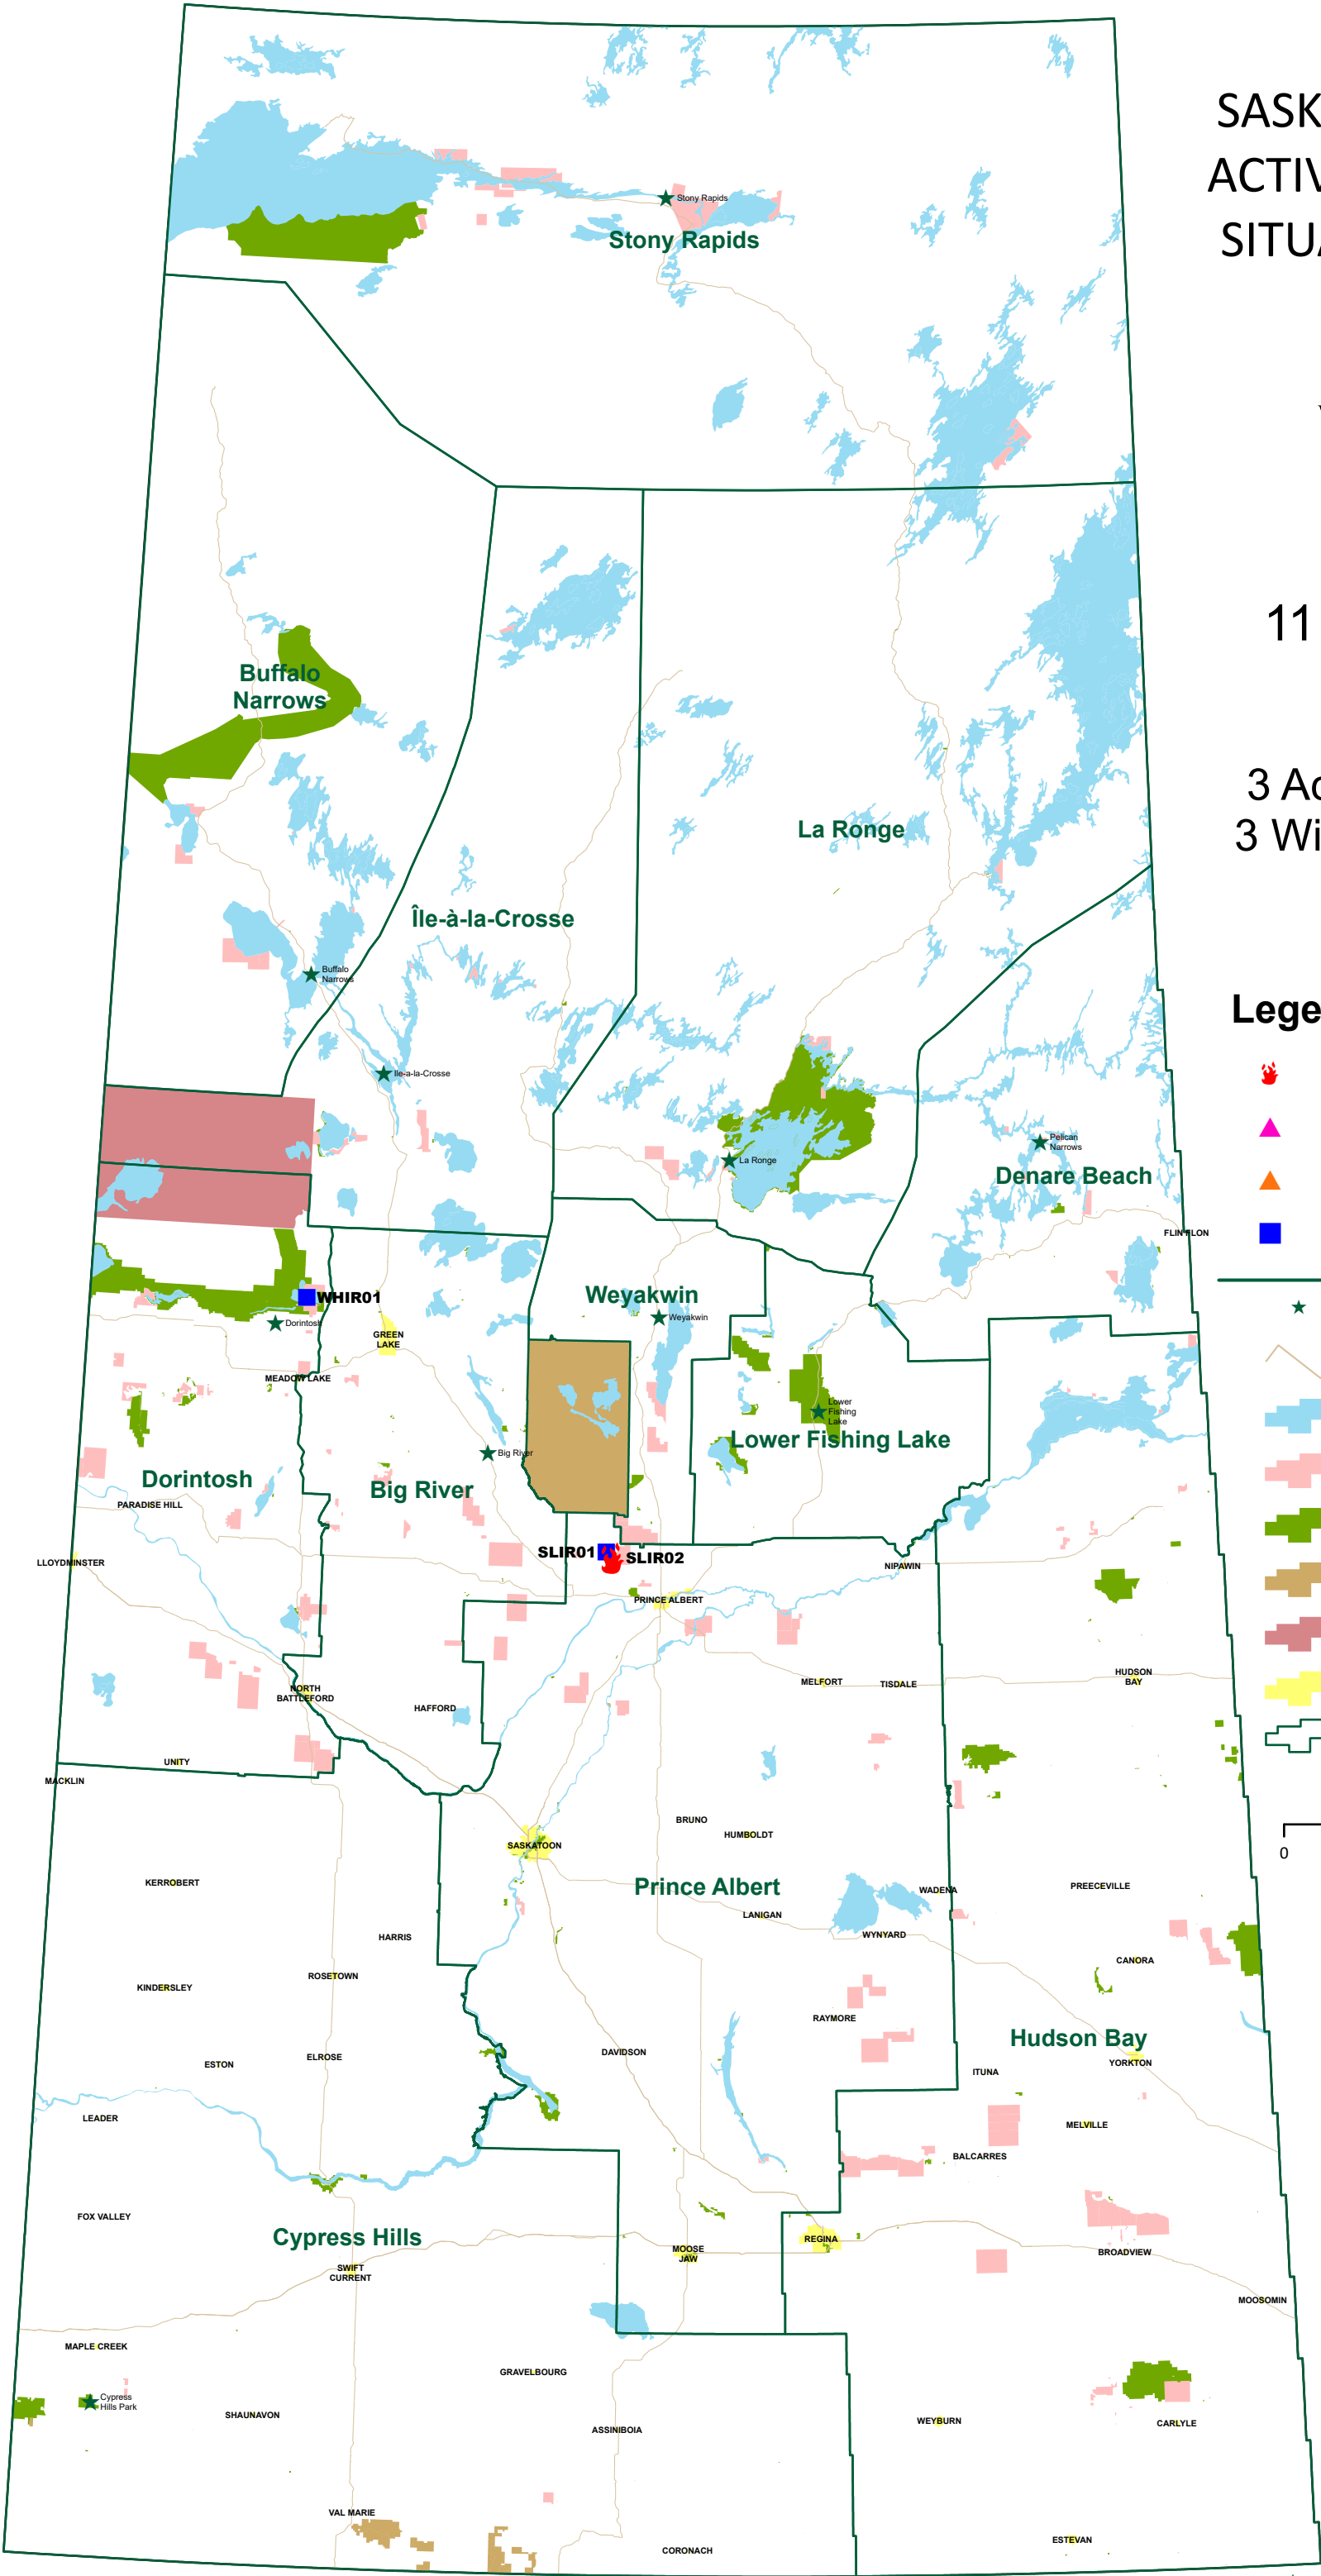 SASK
ACTIV
SITUA
11
3 Ac
3 Wi
Lege
0
Stony Rapids
Stony Rapids
Buffalo
Narrows
La Ronge
Île-à-la-Crosse
Buffalo
Narrows
Ile-a-la-Crosse
Pelican
Narrows
La Ronge
Denare Beach
FLIN FLON
Weyakwin
WHIR01
Weyakwin
Dorintosh
GREEN
LAKE
MEADOW LAKE
Lower
Fishing
Lake
Lower Fishing Lake
Big River
Dorintosh
Big River
PARADISE HILL
SLIR01
SLIR02
LLOYDMINSTER
NIPAWIN
PRINCE ALBERT
HUDSON
BAY
MELFORT
TISDALE
NORTH
BATTLEFORD
HAFFORD
UNITY
MACKLIN
BRUNO
HUMBOLDT
SASKATOON
KERROBERT
Prince Albert
PREECEVILLE
WADENA
LANIGAN
HARRIS
WYNYARD
CANORA
ROSETOWN
KINDERSLEY
RAYMORE
Hudson Bay
DAVIDSON
ELROSE
YORKTON
ESTON
ITUNA
LEADER
MELVILLE
BALCARRES
FOX VALLEY
Cypress Hills
REGINA
MOOSE
JAW
BROADVIEW
SWIFT
CURRENT
MOOSOMIN
MAPLE CREEK
GRAVELBOURG
Cypress
Hills Park
SHAUNAVON
WEYBURN
CARLYLE
ASSINIBOIA
VAL MARIE
ESTEVAN
CORONACH